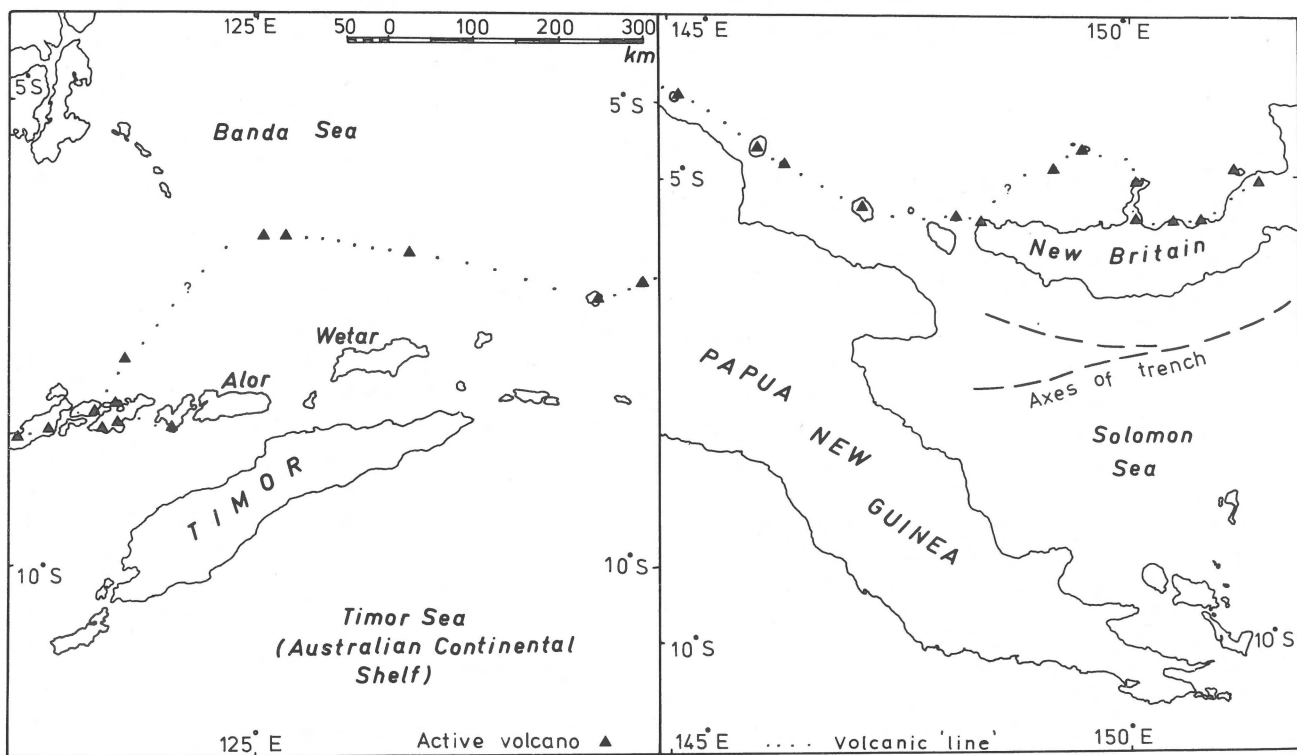 125°E
50 0 100 200 300
km
5°S
5°S
Banda Sea
?
Wetar
Alor
TIMOR
10°S
10°S
Timor Sea
(Australian Continental
Shelf)
125°E
Active volcano
145°E
150°E
5°S
?
New Britain
Axes of trench
PAPUA
NEW
GUINEA
Solomon
Sea
10°S
10°S
145°E
150°E
Volcanic 'line'